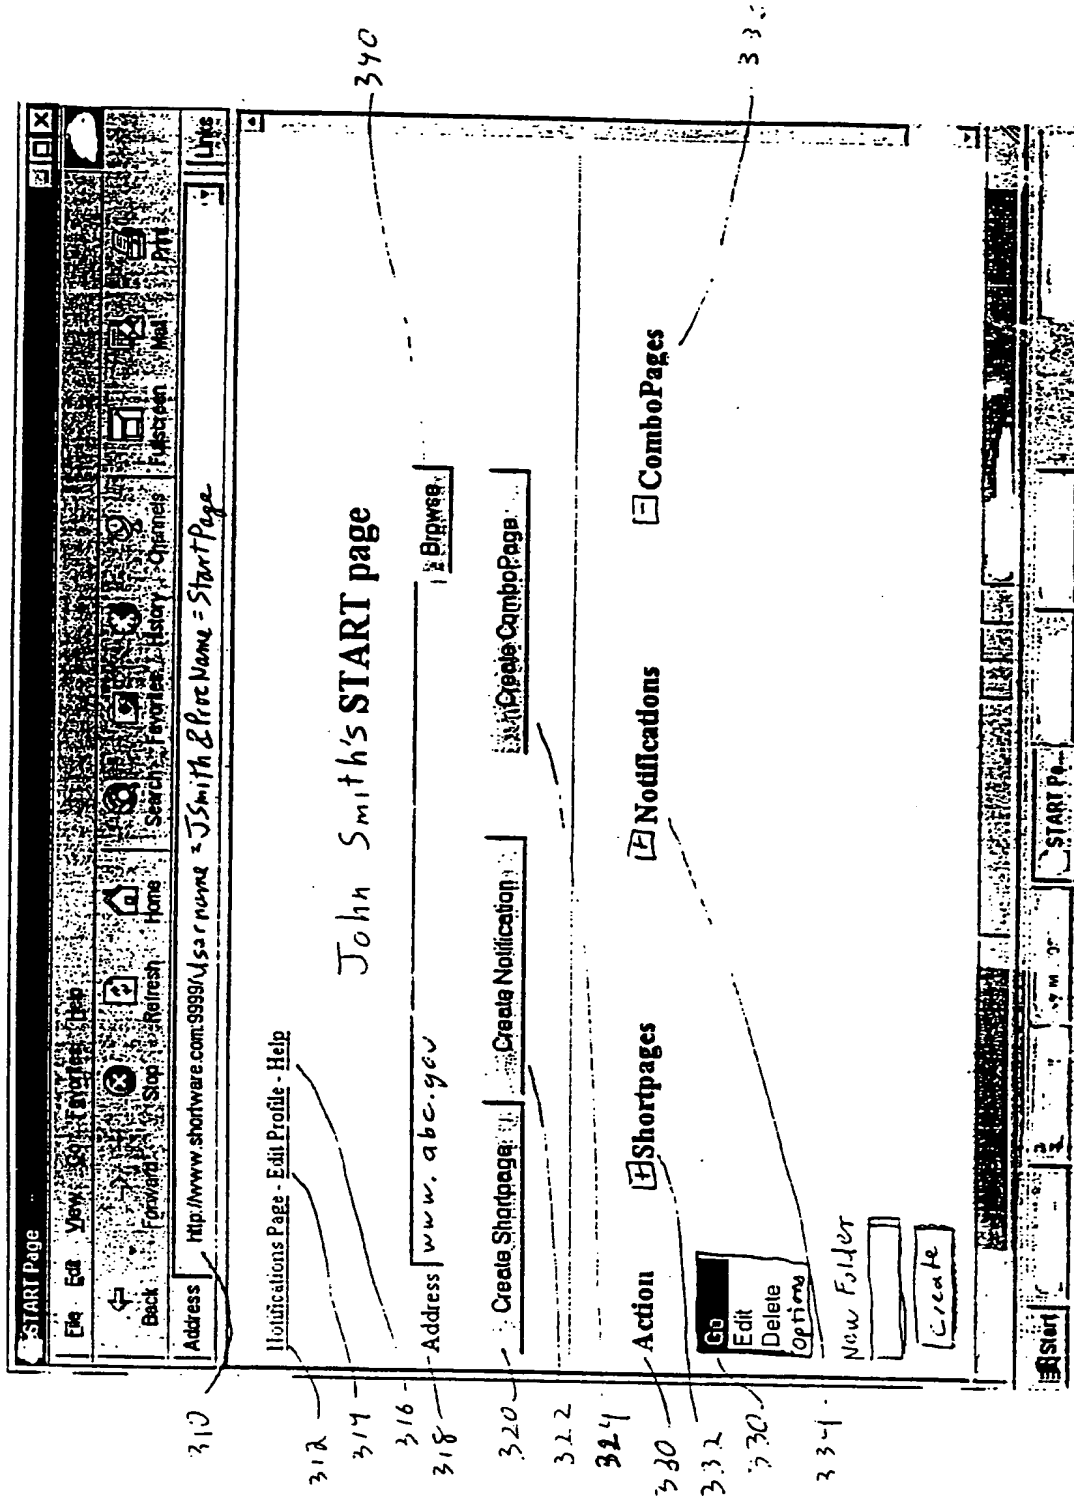 START Page
File Edit View Go Favorites Help
Back Forward Stop Refresh Home Search Favorites History Channels Fullscreen Mail Print
Address http://www.shortware.com:9999/Username=JSmith&ProcName=StartPage Links
310
Notifications Page - Edit Profile - Help
312
314
316
John Smith's START page
Address www.abc.gov Browse
318
340
Create Shortpage Create Notification Create ComboPage
320
322
324
Action Shortpages Notifications ComboPages
330
332
Go
Edit
Delete
Options
330
334
New Folder
Create
Start START Pa...